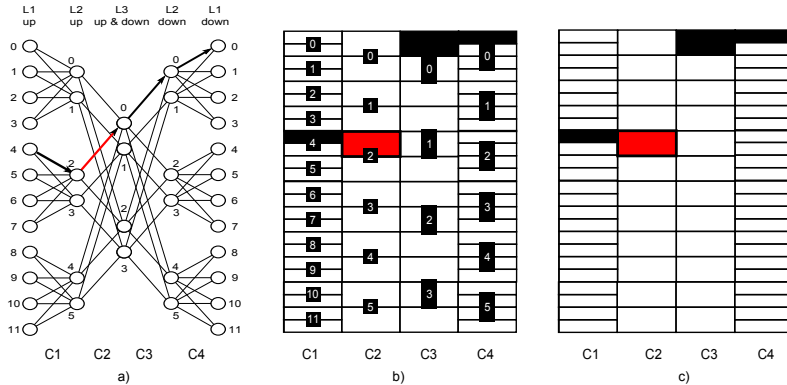 L1 L2 L3 L2 L1
up up up & down down down
0 0 0 0 0
1 1
2 1 0 1 2
3 3
4 1 4
5 2 2 5
6 3 3 6
7 2 7
8 8
9 4 3 4 9
10 10
11 5 5 11
C1 C2 C3 C4
a)
0 0 0 0
1
2 1 1
3
4 1
5 2 2
6
7 3 2 3
8
9 4 4
10 3
11 5 5
C1 C2 C3 C4
b)
C1 C2 C3 C4
c)